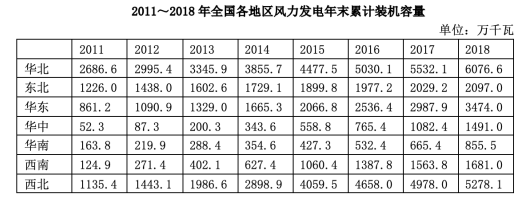 2011～2018 年全国各地区风力发电年末累计装机容量
单位：万千瓦
2011 2012 2013 2014 2015 2016 2017 2018
华北 2686.6 2995.4 3345.9 3855.7 4477.5 5030.1 5532.1 6076.6
东北 1226.0 1438.0 1602.6 1729.1 1899.8 1977.2 2029.2 2097.0
华东 861.2 1090.9 1329.0 1665.3 2066.8 2536.4 2987.9 3474.0
华中 52.3 87.3 200.3 343.6 558.8 765.4 1082.4 1491.0
华南 163.8 219.9 288.4 354.6 427.3 532.4 665.4 855.5
西南 124.9 271.4 402.1 627.4 1060.4 1387.8 1563.8 1681.0
西北 1135.4 1443.1 1986.6 2898.9 4059.5 4658.0 4978.0 5278.1